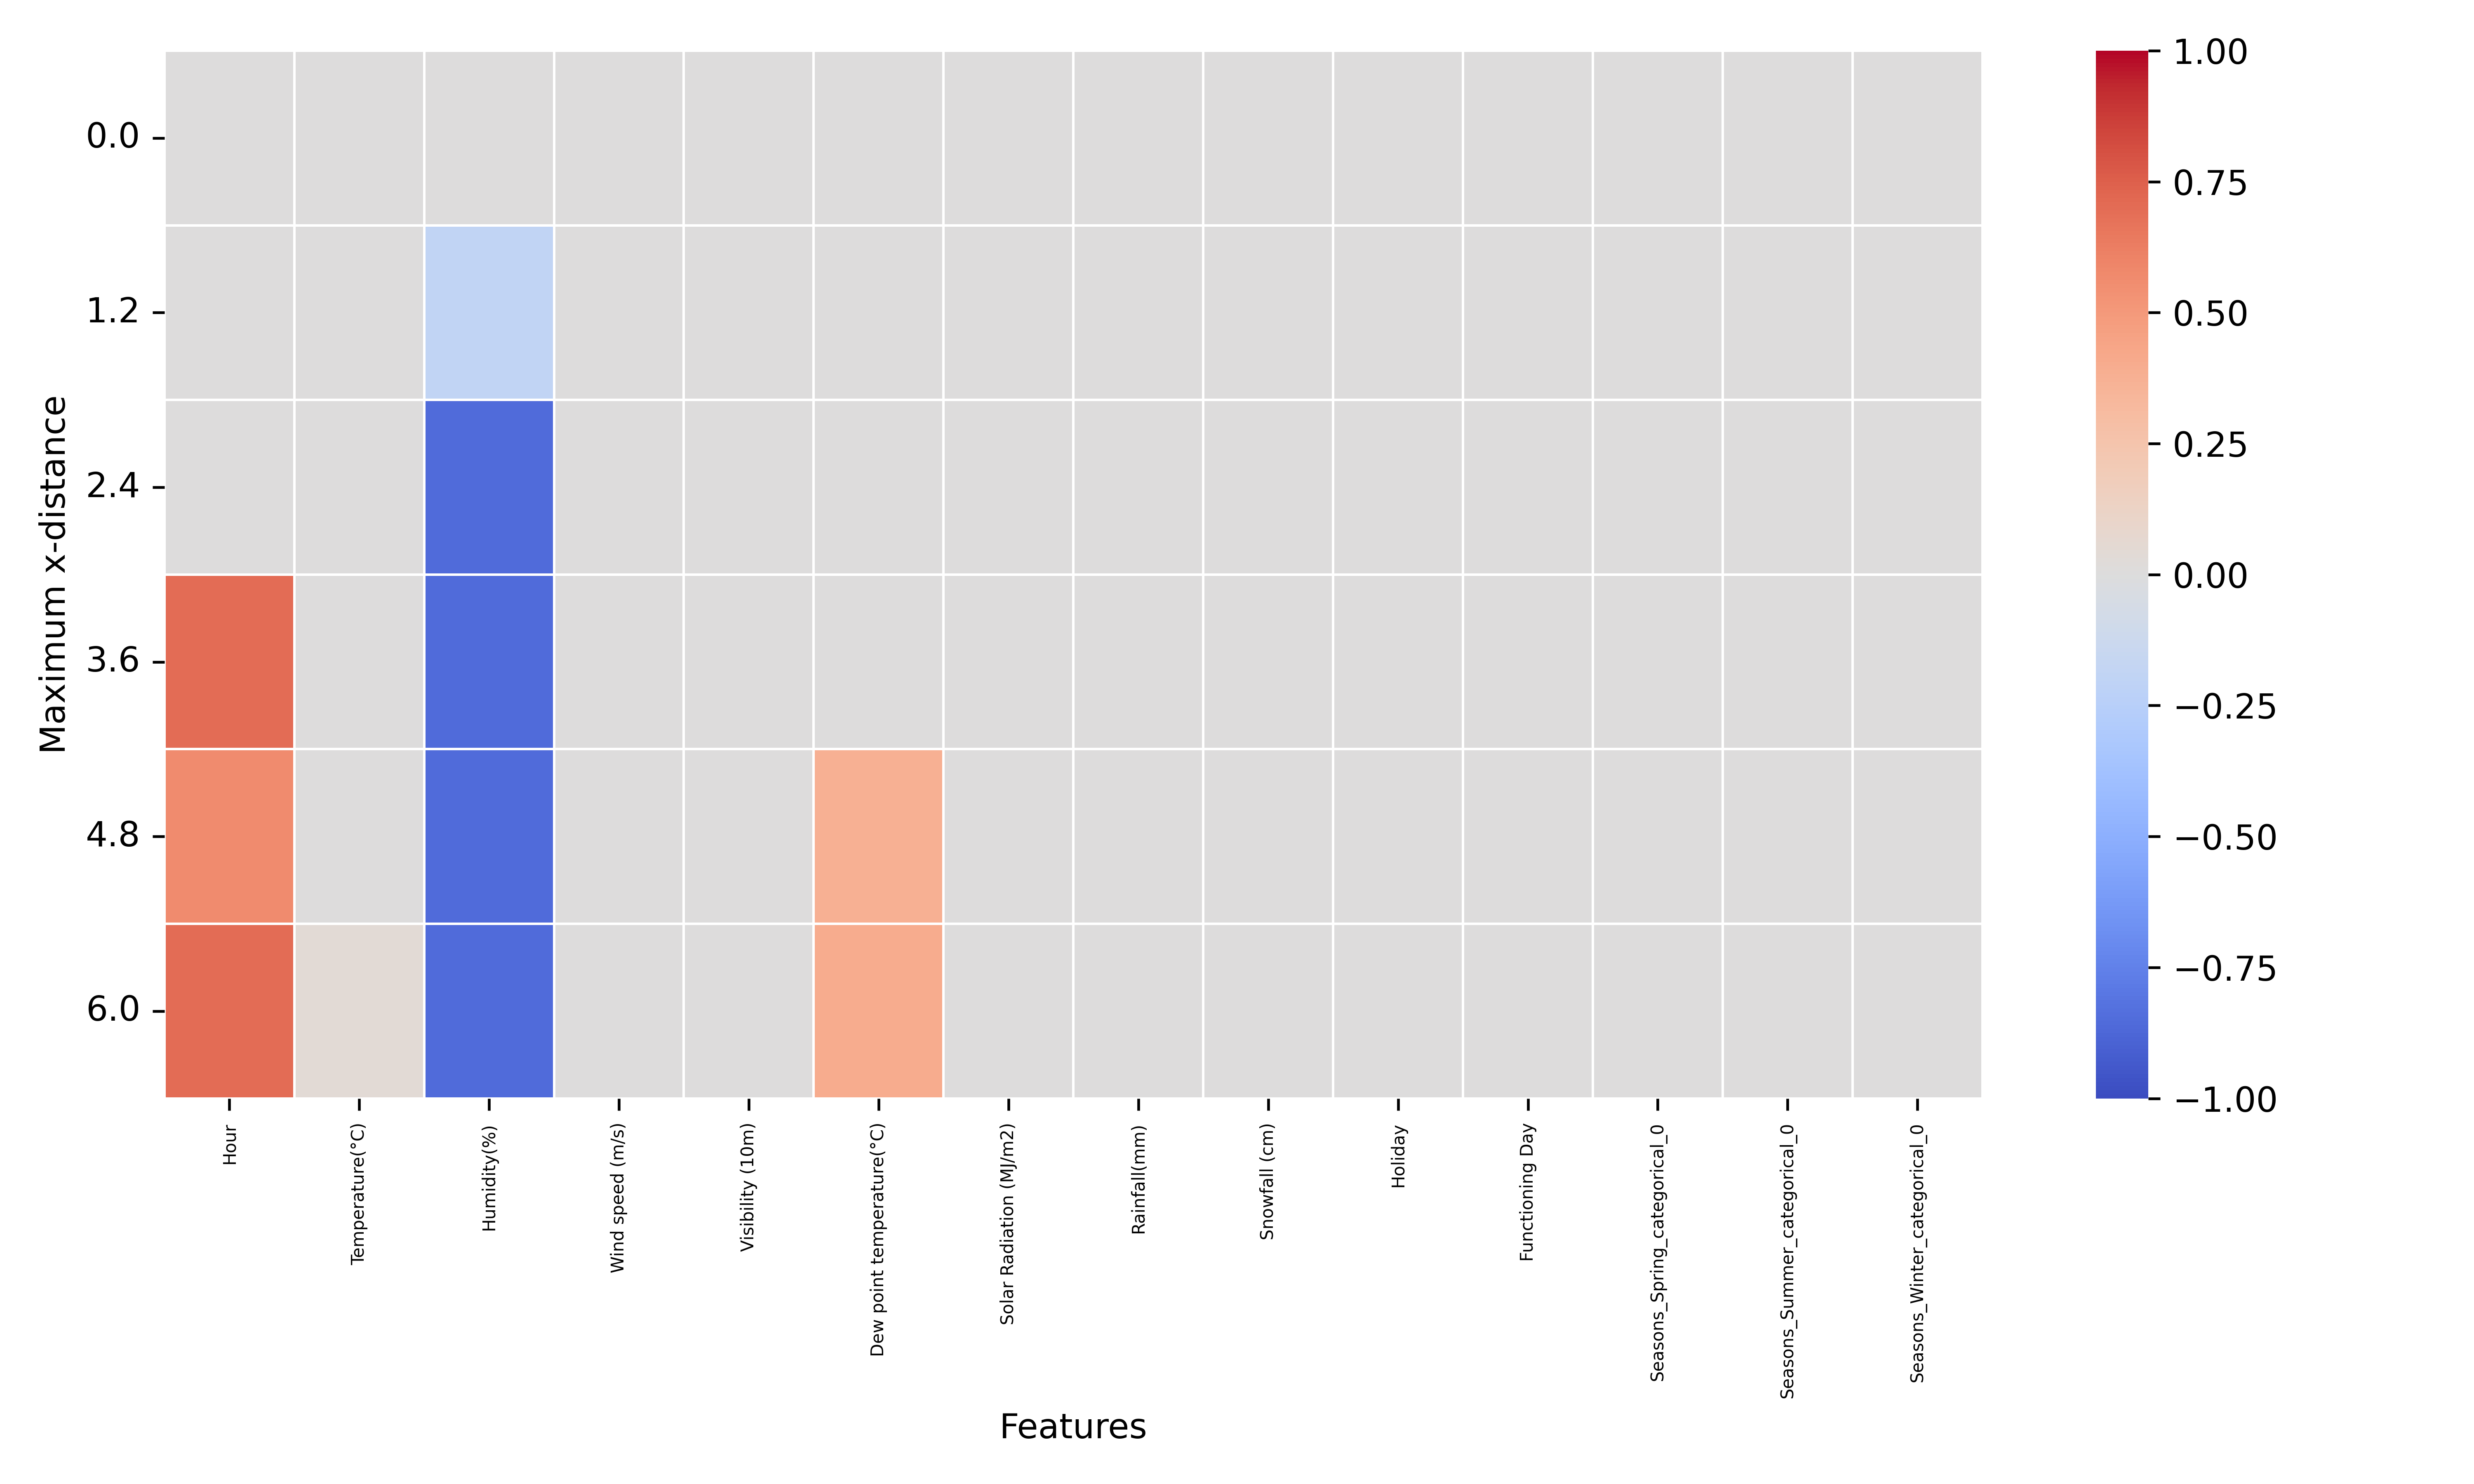 Maximum x-distance
0.0
1.2
2.4
3.6
4.8
6.0
Hour
Temperature(°C)
Humidity(%)
Wind speed (m/s)
Visibility (10m)
Dew point temperature(°C)
Solar Radiation (MJ/m2)
Rainfall(mm)
Snowfall (cm)
Holiday
Functioning Day
Seasons_Spring_categorical_0
Seasons_Summer_categorical_0
Seasons_Winter_categorical_0
Features
1.00
0.75
0.50
0.25
0.00
−0.25
−0.50
−0.75
−1.00